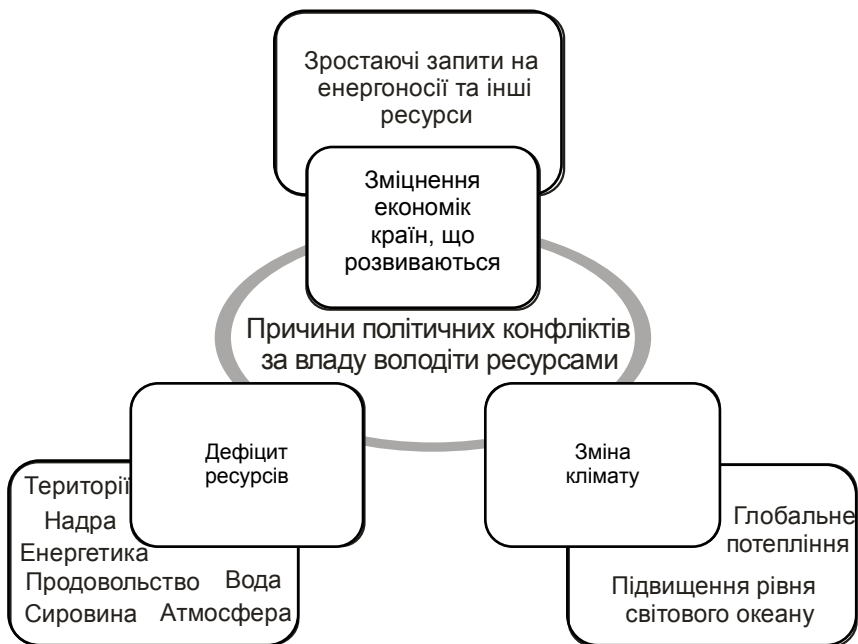 Зростаючі запити на
енергоносії та інші
ресурси
Зміцнення
економік
країн, що
розвиваються
Причини політичних конфліктів
за владу володіти ресурсами
Дефіцит
ресурсів
Території
Надра
Енергетика
Продовольство Вода
Сировина Атмосфера
Зміна
клімату
Глобальне
потепління
Підвищення рівня
світового океану